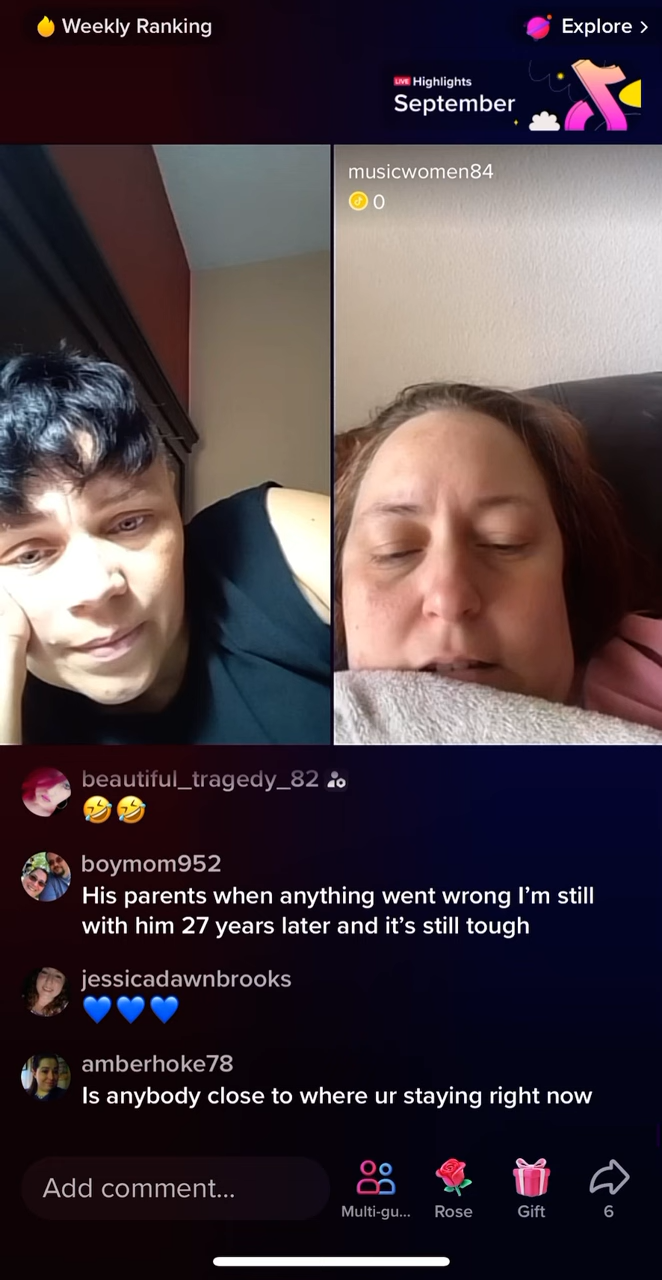 Weekly Ranking
Explore >
LIVE Highlights
September
musicwomen84
0
beautiful_tragedy_82
🤣🤣
boymom952
His parents when anything went wrong I’m still
with him 27 years later and it’s still tough
jessicadawnbrooks
💙💙💙
amberhoke78
Is anybody close to where ur staying right now
Add comment...
Multi-gu...
Rose
Gift
6